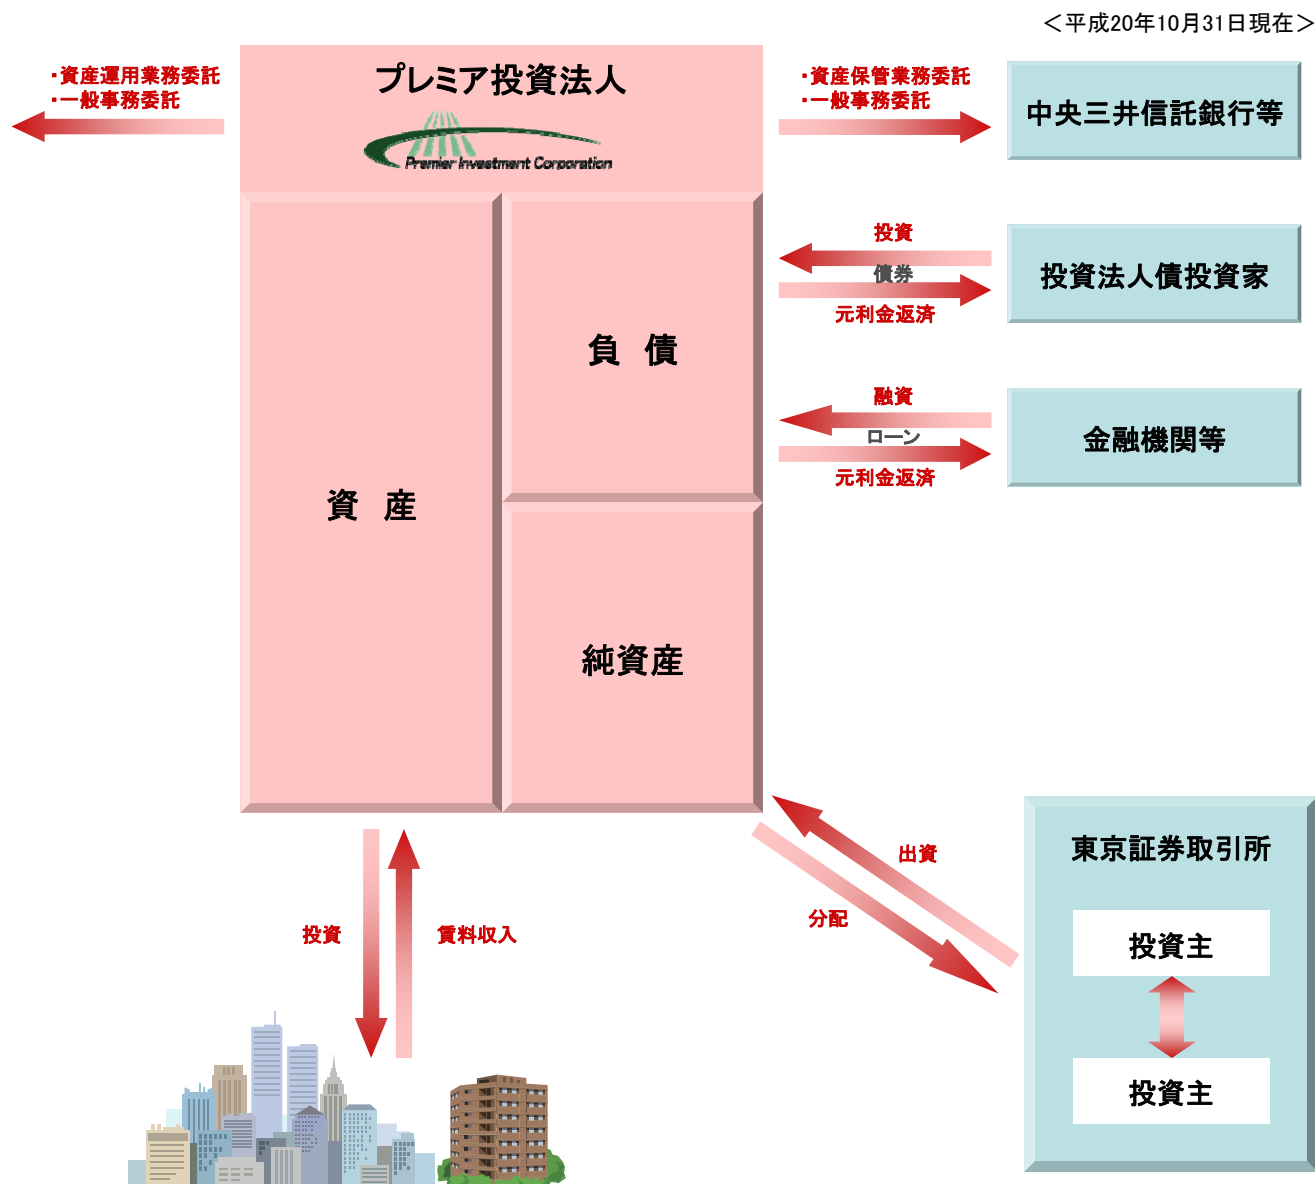 ＜平成20年10月31日現在＞
・資産運用業務委託
・一般事務委託
プレミア投資法人
Premier Investment Corporation
・資産保管業務委託
・一般事務委託
中央三井信託銀行等
投資
債券
元利金返済
投資法人債投資家
負 債
融資
ローン
元利金返済
金融機関等
資 産
純資産
出資
分配
東京証券取引所
投資主
投資主
投資
賃料収入